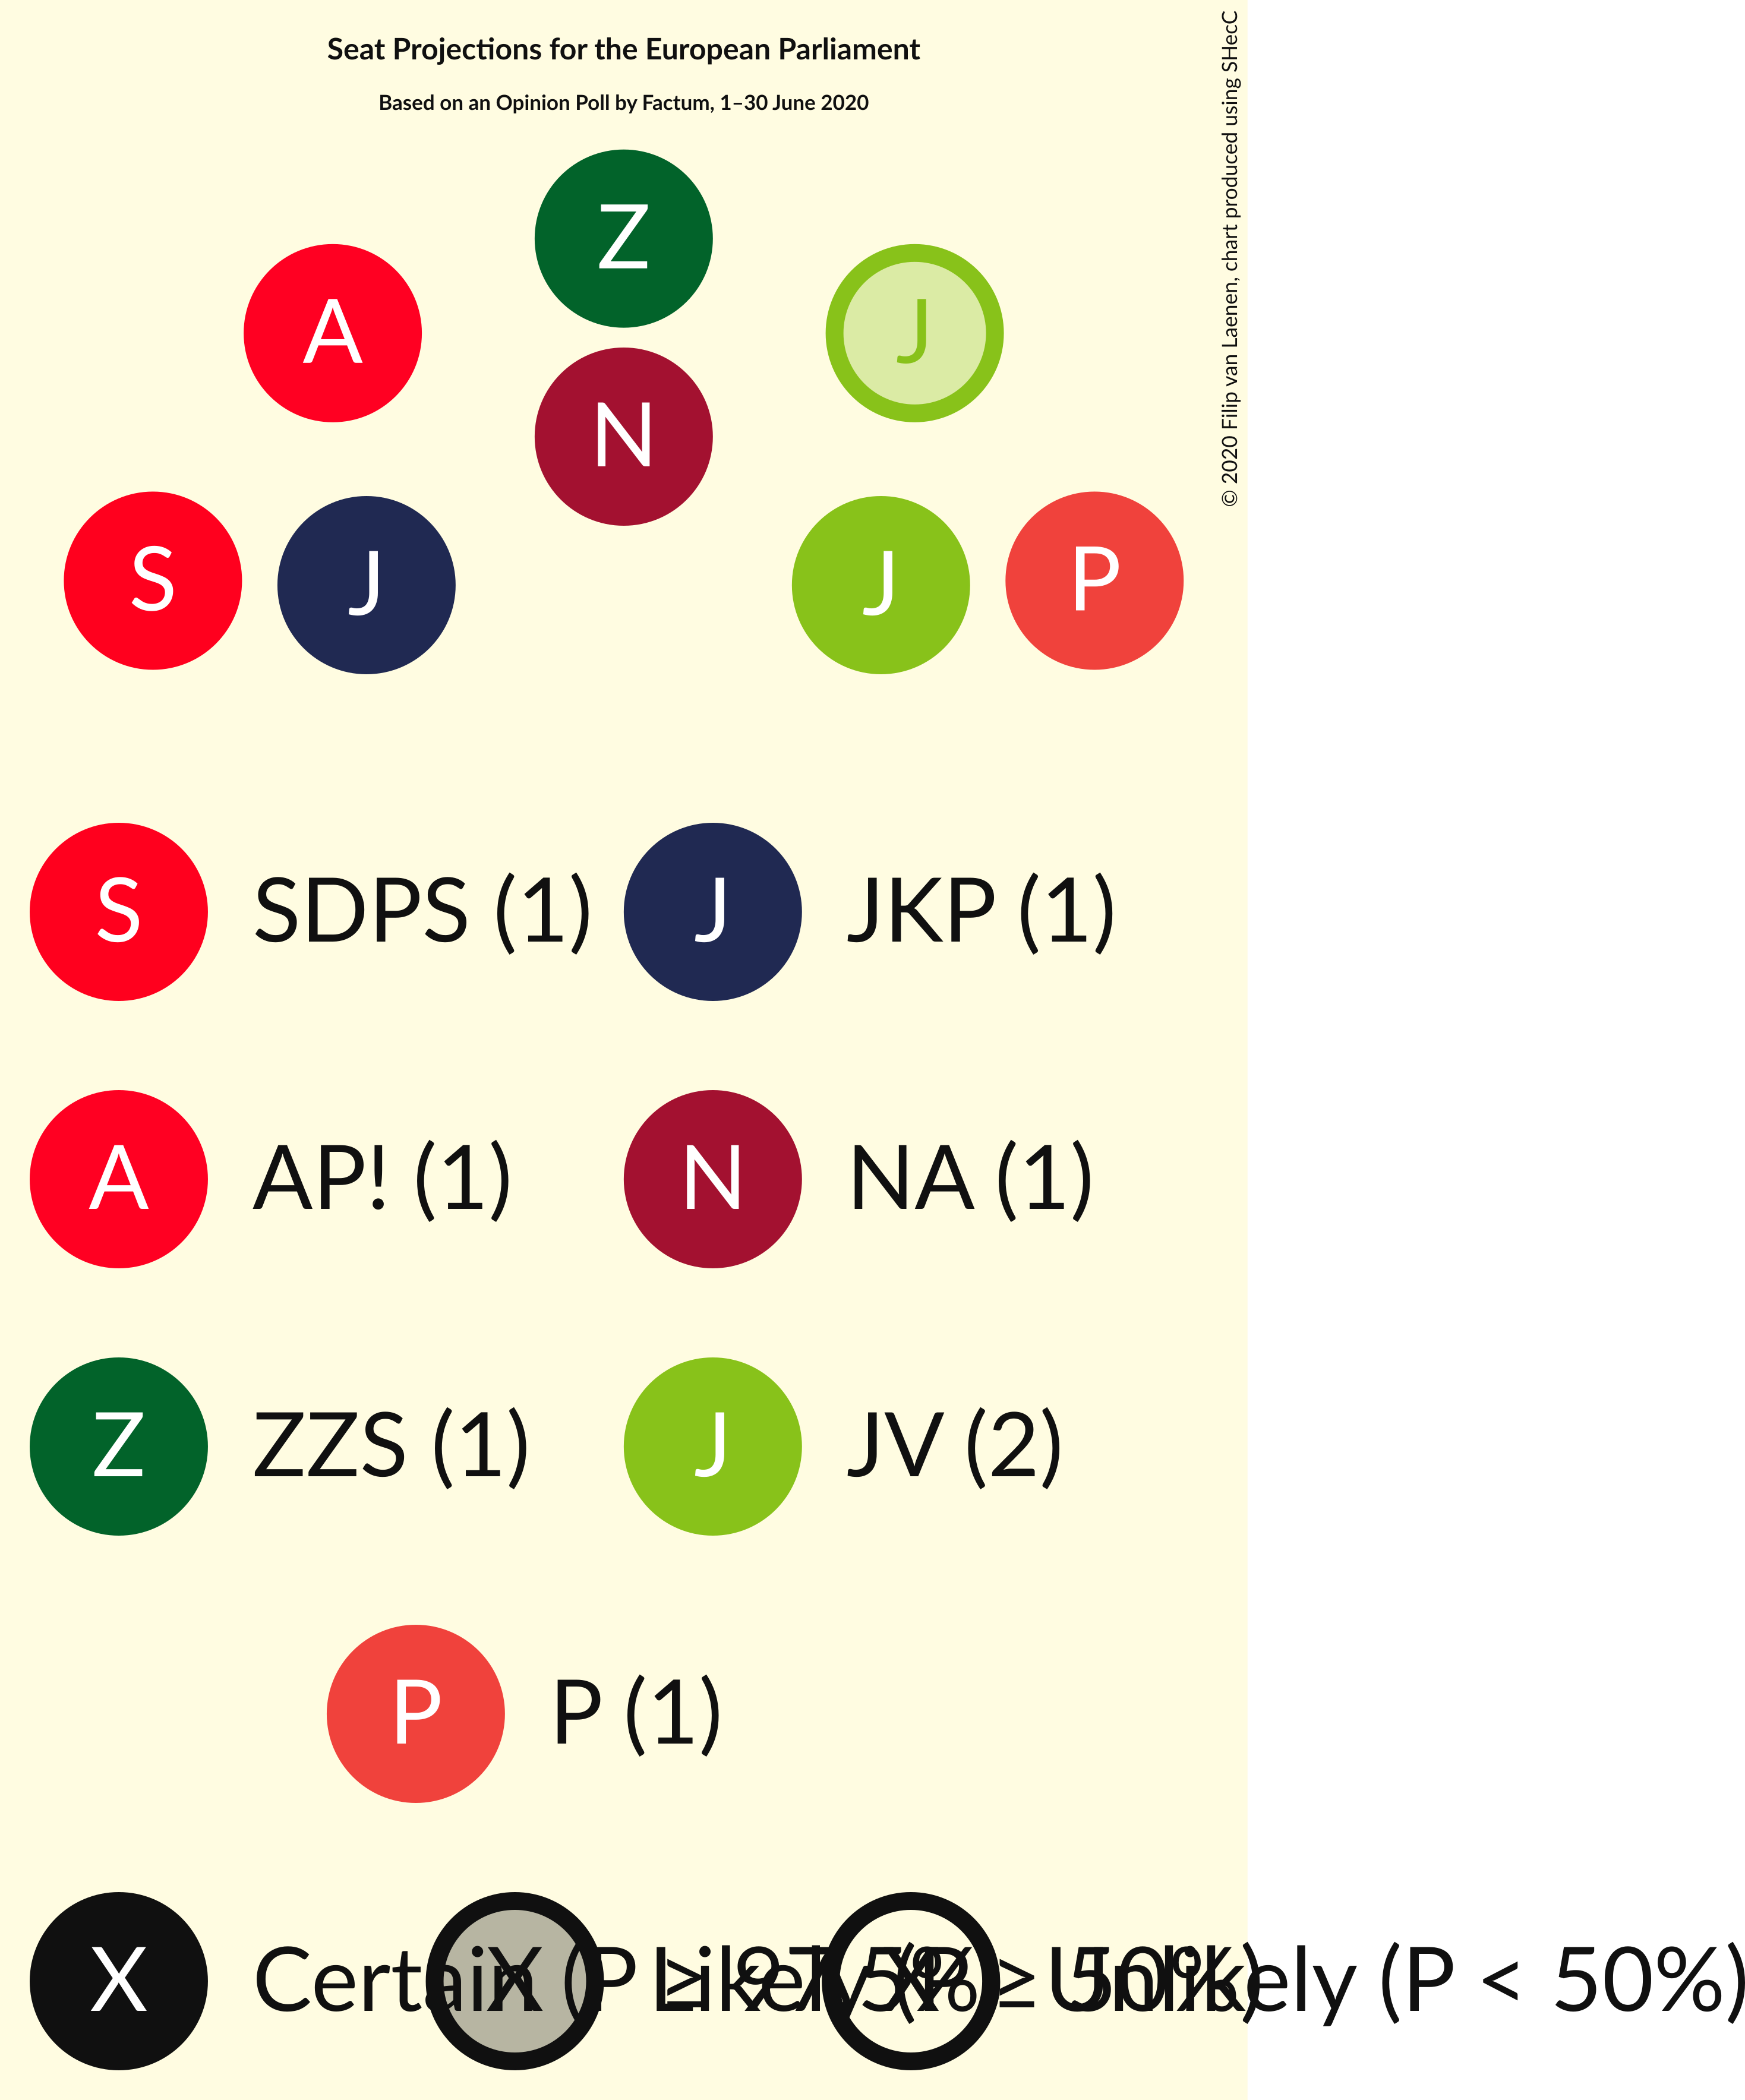 Seat Projections for the European Parliament
Based on an Opinion Poll by Factum, 1–30 June 2020
© 2020 Filip van Laenen, chart produced using SHecC
Z
A
J
N
S
J
J
P
S SDPS (1)
J JKP (1)
A AP! (1)
N NA (1)
Z ZZS (1)
J JV (2)
P P (1)
X Certain (P ≥ 97.5%)
X Likely (P ≥ 50%)
X Unlikely (P < 50%)